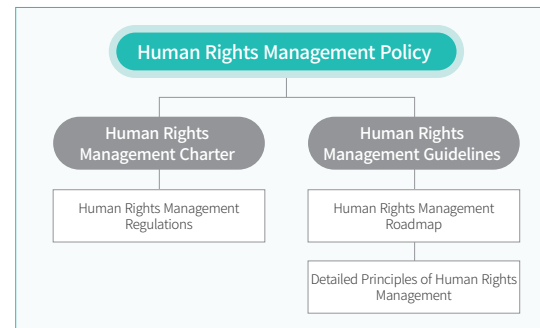 Human Rights Management Policy
Human Rights
Management Charter
Human Rights
Management Guidelines
Human Rights Management
Regulations
Human Rights Management
Roadmap
Detailed Principles of Human Rights
Management